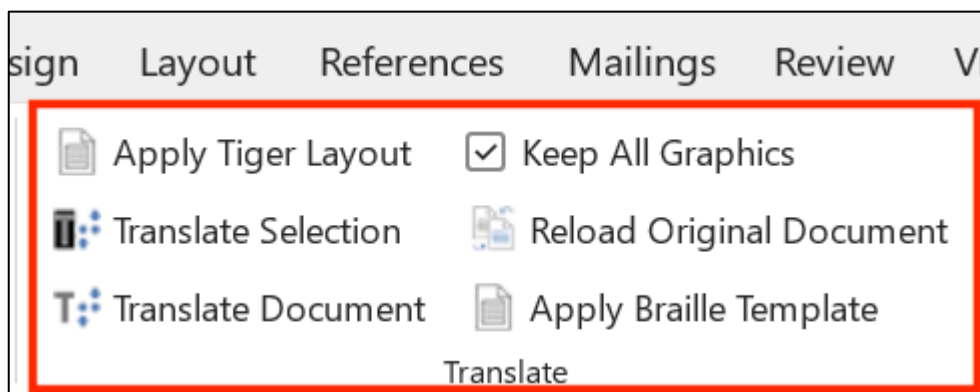 sign Layout References Mailings Review V
Apply Tiger Layout Keep All Graphics
Translate Selection Reload Original Document
Translate Document Apply Braille Template
Translate